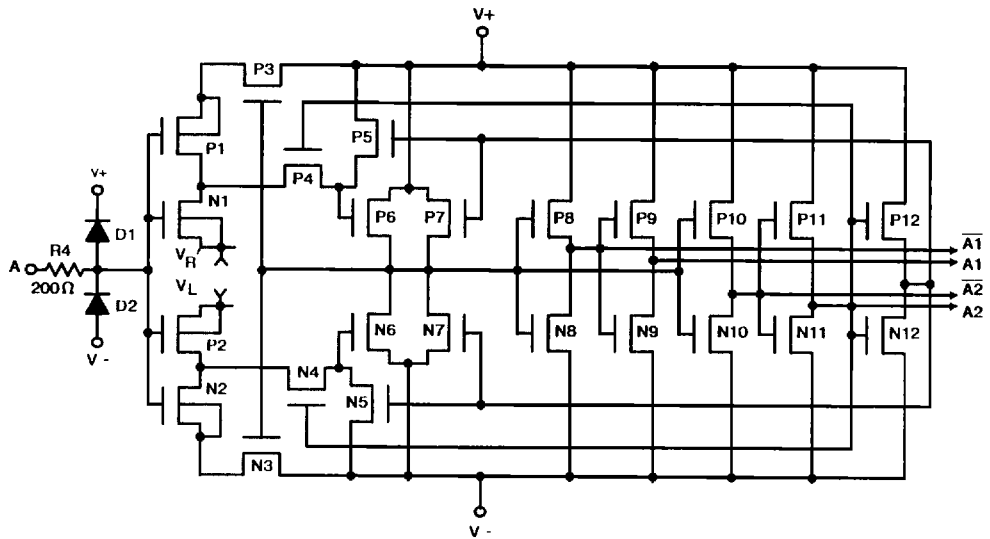 V+
P3
P5
P1
P4
V+
N1
P6
P7
P8
P9
P10
P11
P12
D1
R4
VR
A1
A
A1
200Ω
VL
A2
D2
A2
P2
N6
N7
N8
N9
N10
N11
N12
V -
N2
N4
N5
N3
V -